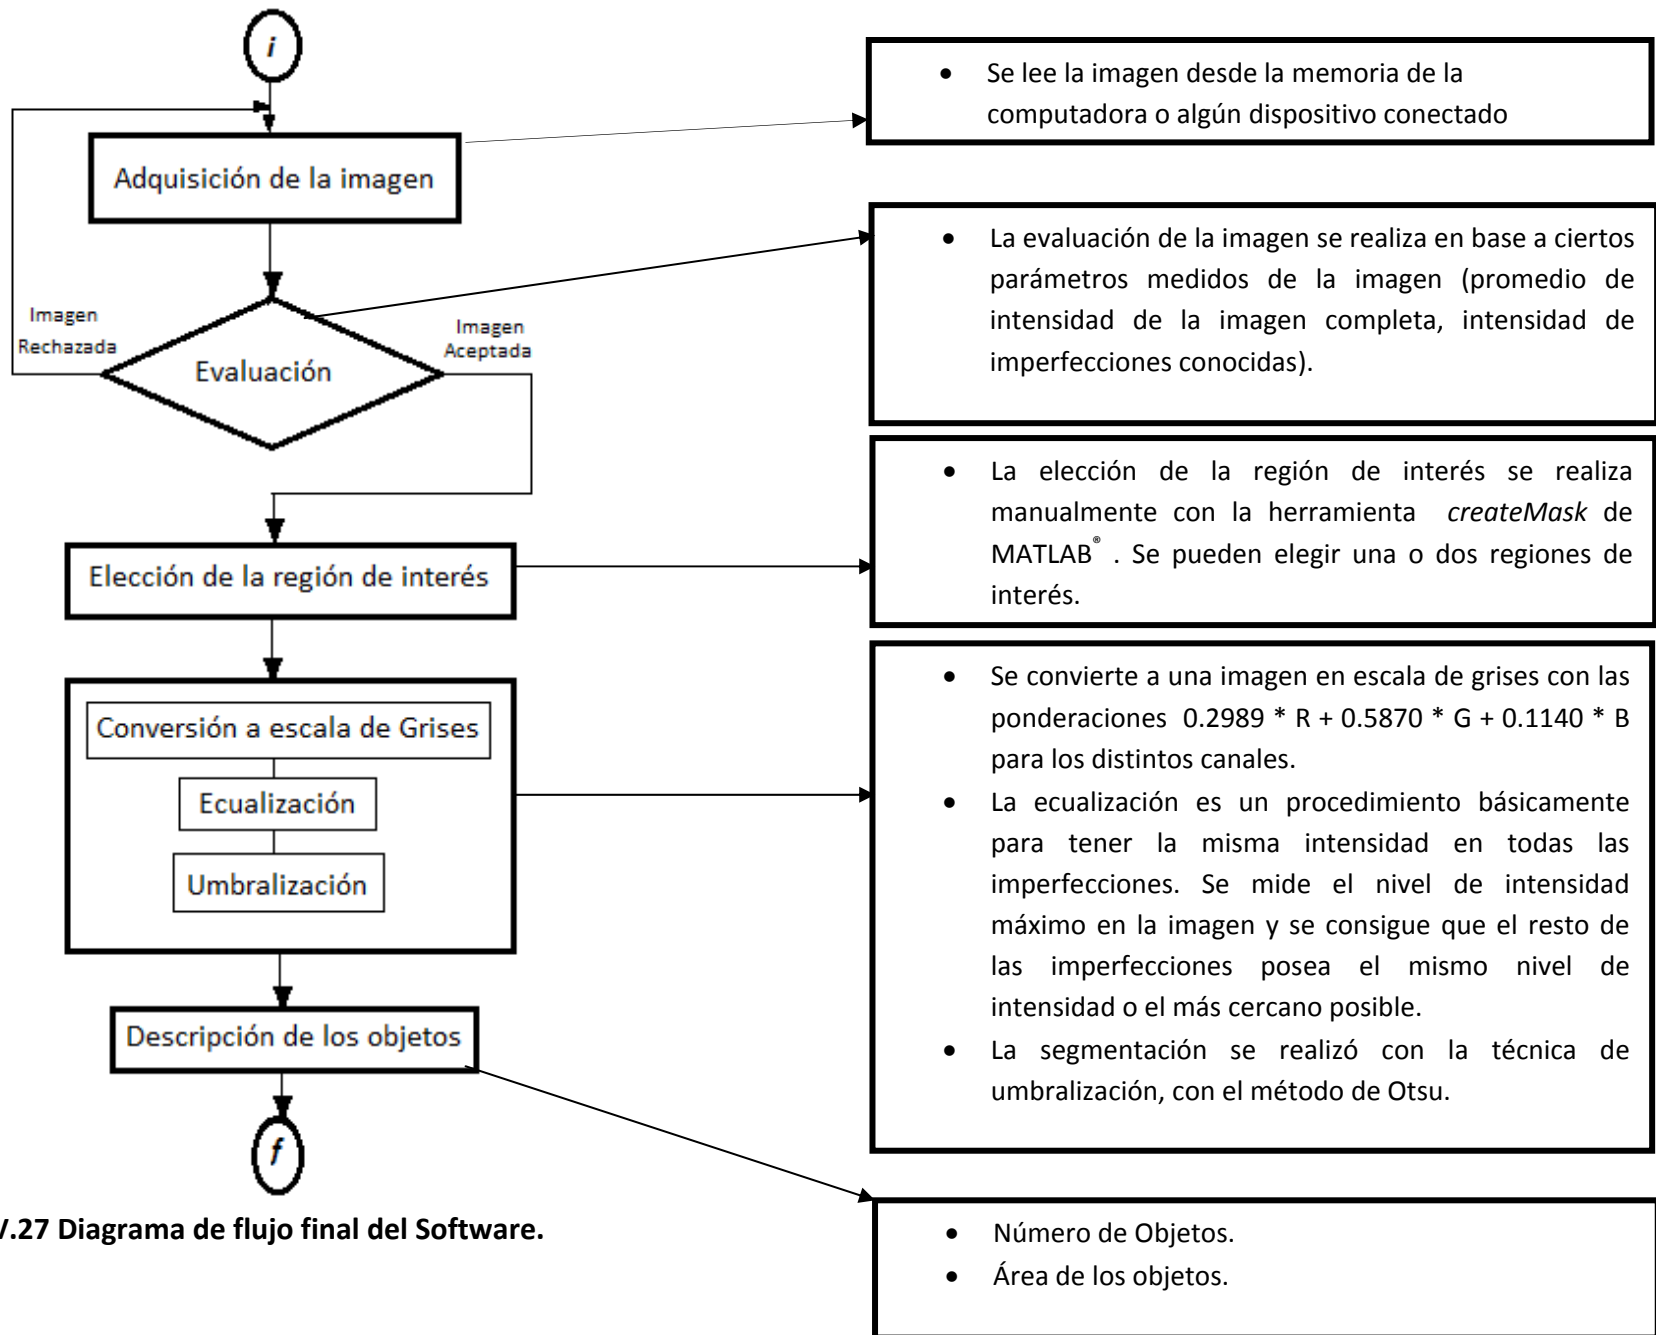 i
Adquisición de la imagen
Imagen
Rechazada
Imagen
Aceptada
Evaluación
Elección de la región de interés
Conversión a escala de Grises
Ecualización
Umbralización
Descripción de los objetos
f
V.27 Diagrama de flujo final del Software.
• Se lee la imagen desde la memoria de la
computadora o algún dispositivo conectado
• La evaluación de la imagen se realiza en base a ciertos
parámetros medidos de la imagen (promedio de
intensidad de la imagen completa, intensidad de
imperfecciones conocidas).
• La elección de la región de interés se realiza
manualmente con la herramienta createMask de
MATLAB® . Se pueden elegir una o dos regiones de
interés.
• Se convierte a una imagen en escala de grises con las
ponderaciones 0.2989 * R + 0.5870 * G + 0.1140 * B
para los distintos canales.
• La ecualización es un procedimiento básicamente
para tener la misma intensidad en todas las
imperfecciones. Se mide el nivel de intensidad
máximo en la imagen y se consigue que el resto de
las imperfecciones posea el mismo nivel de
intensidad o el más cercano posible.
• La segmentación se realizó con la técnica de
umbralización, con el método de Otsu.
• Número de Objetos.
• Área de los objetos.